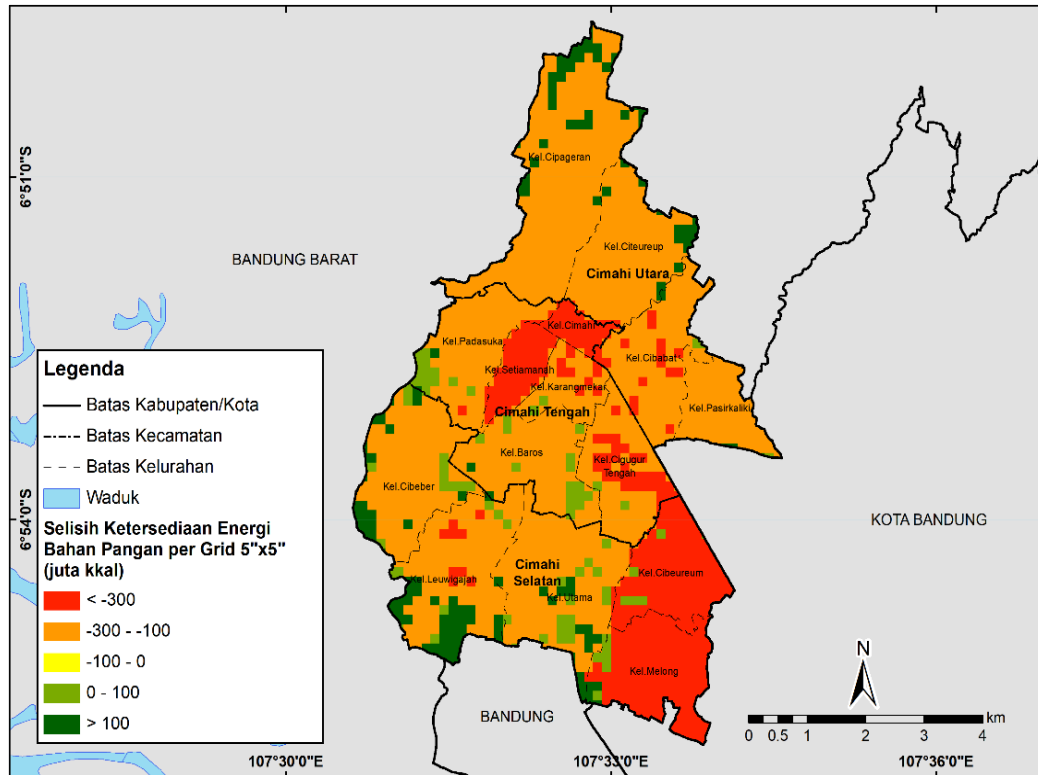 6°51'0"S
6°54'0"S
BANDUNG BARAT
Kel.Cipageran
Kel.Citeureup
Cimahi Utara
Kel.Cimahi
Kel.Padasuka
Kel.Cibabat
Kel.Setiamanah
Kel.Karangmekar
Kel.Pasirkaliki
Cimahi Tengah
Kel.Baros
Kel.Cigugur
Tengah
Kel.Cibeber
KOTA BANDUNG
Cimahi
Selatan
Kel.Cibeureum
Kel.Leuwigajah
Kel.Utama
Kel.Melong
BANDUNG
Legenda
Batas Kabupaten/Kota
Batas Kecamatan
Batas Kelurahan
Waduk
Selisih Ketersediaan Energi
Bahan Pangan per Grid 5"x5"
(juta kkal)
< -300
-300 - -100
-100 - 0
0 - 100
> 100
N
km
0 0.5 1 2 3 4
107°30'0"E
107°33'0"E
107°36'0"E